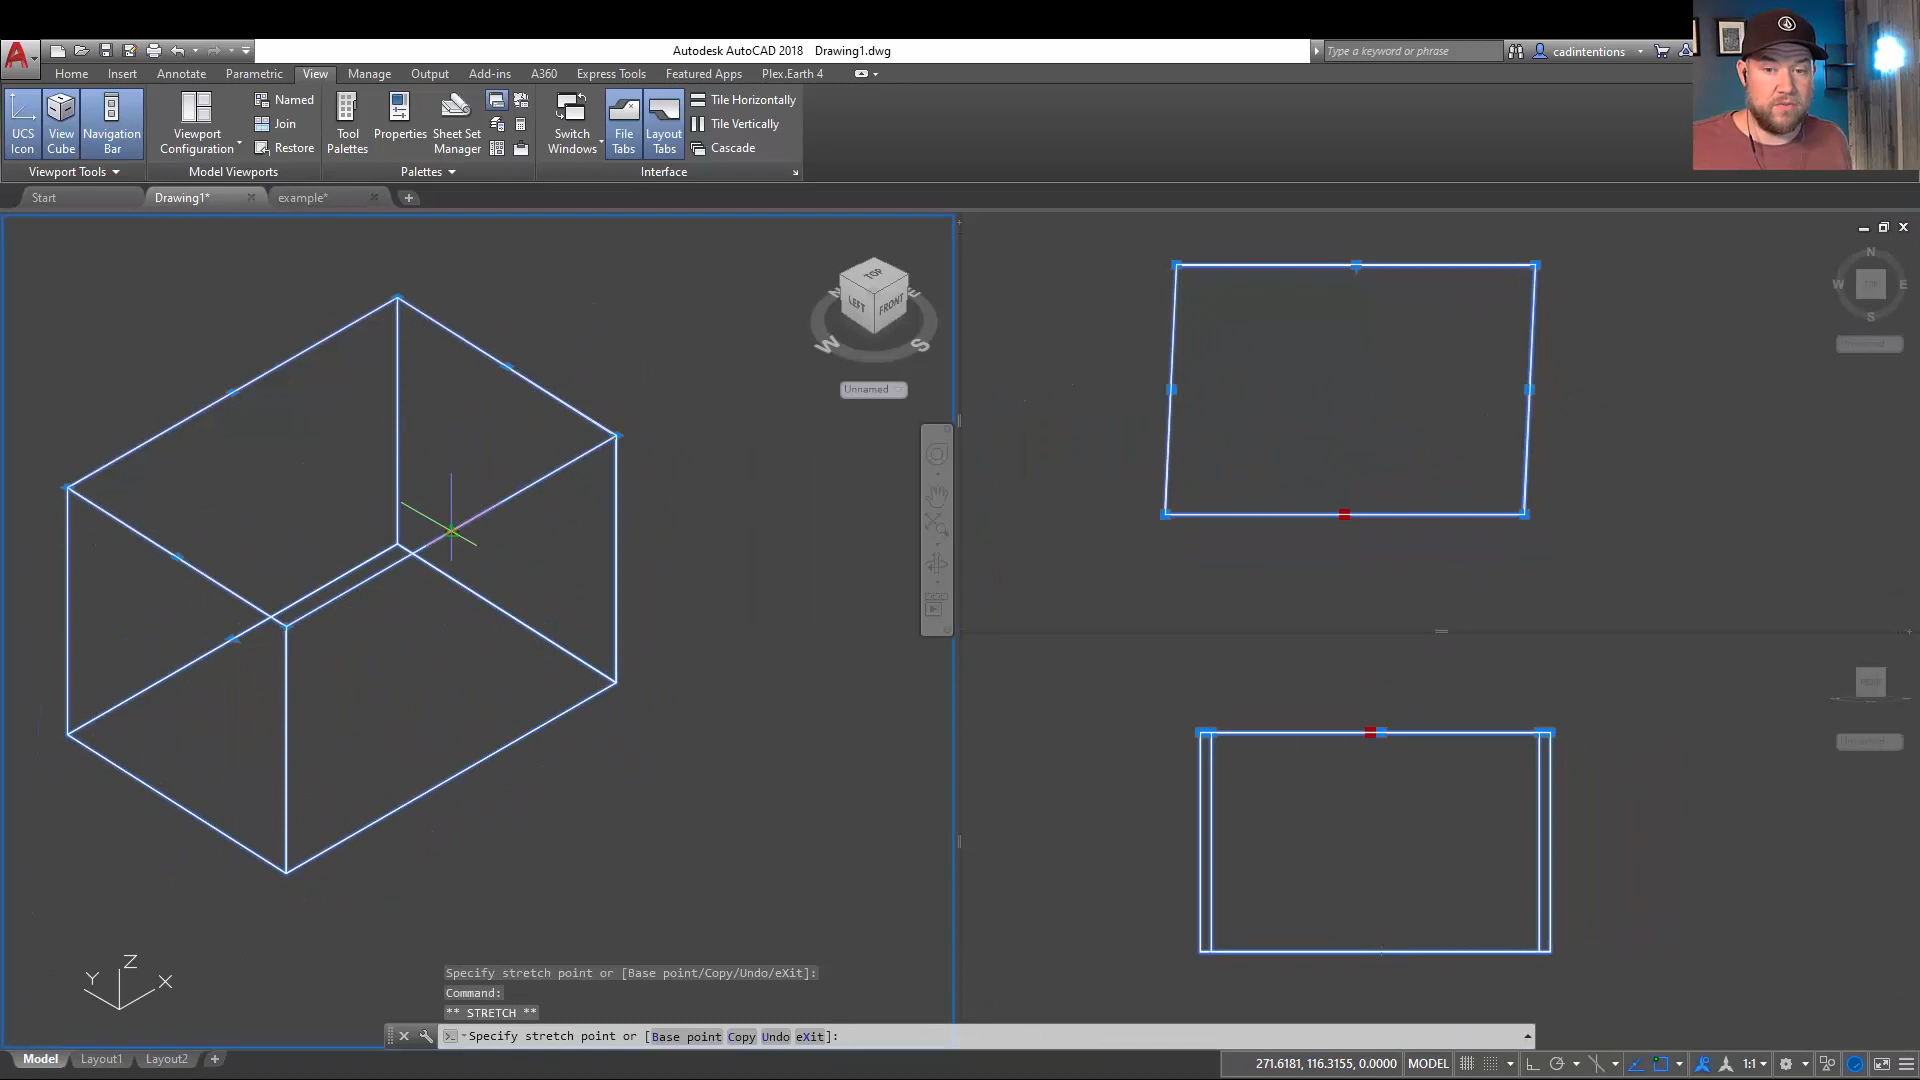 Autodesk AutoCAD 2018 Drawing1.dwg
Type a keyword or phrase
cadintentions
Home Insert Annotate Parametric View Manage Output Add-ins A360 Express Tools Featured Apps Plex.Earth 4
UCS Icon
View Cube
Navigation Bar
Viewport Configuration
Named
Join
Restore
Tool Palettes
Properties
Sheet Set Manager
Switch Windows
File Tabs
Layout Tabs
Tile Horizontally
Tile Vertically
Cascade
Viewport Tools
Model Viewports
Palettes
Interface
Start
Drawing1*
example*
TOP
LEFT
FRONT
N
E
W
S
Unnamed
N
W
TOP
E
S
Unnamed
Y
Z
X
Specify stretch point or [Base point/Copy/Undo/eXit]:
Command:
** STRETCH **
Specify stretch point or [Base point Copy Undo eXit]:
Model Layout1 Layout2
271.6181, 116.3155, 0.0000 MODEL 1:1